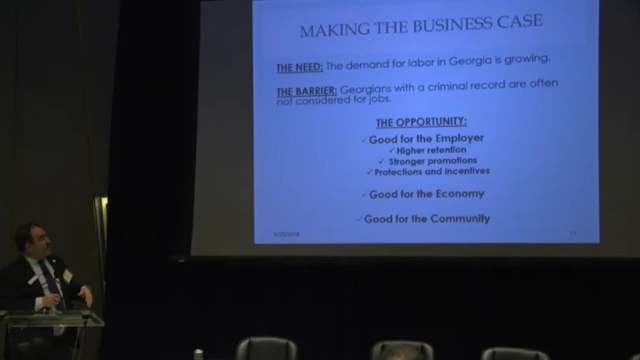 MAKING THE BUSINESS CASE
THE NEED: The demand for labor in Georgia is growing.
THE BARRIER: Georgians with a criminal record are often
not considered for jobs.
THE OPPORTUNITY:
✓Good for the Employer
✓Higher retention
✓Stronger promotions
✓Protections and incentives
✓Good for the Economy
✓Good for the Community